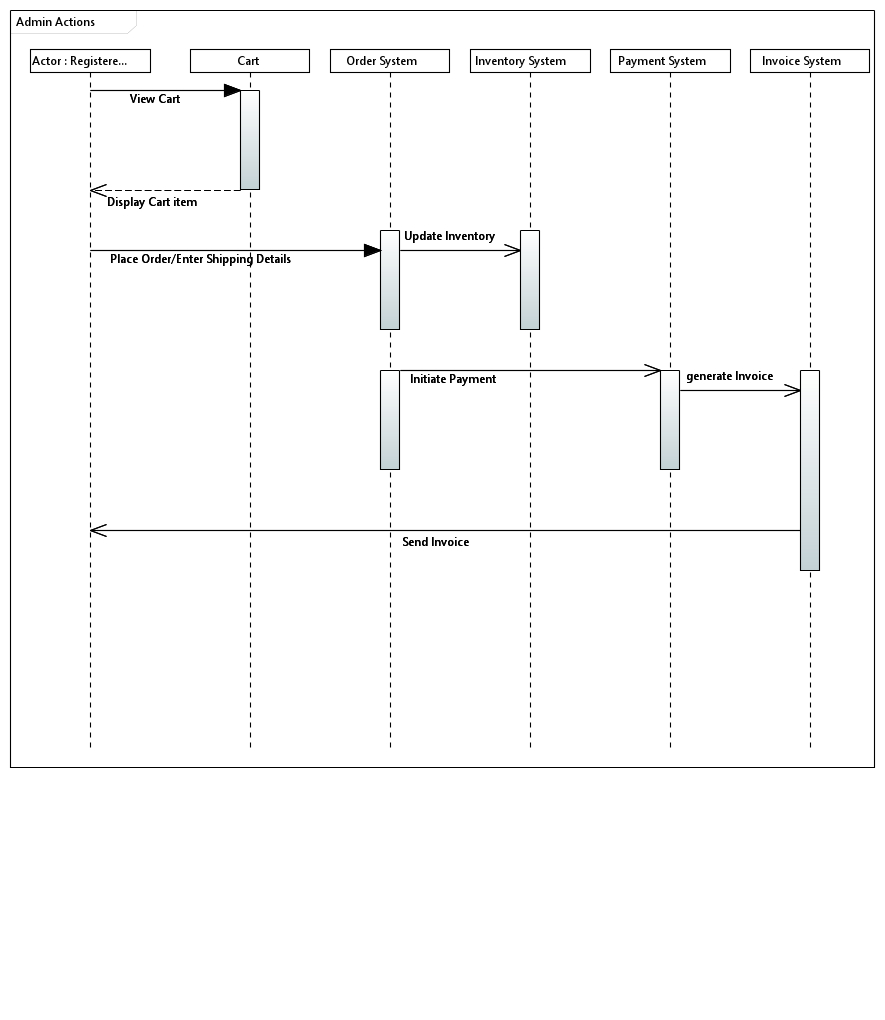 Admin Actions
Actor : Registere...
Cart
Order System
Inventory System
Payment System
Invoice System
View Cart
Display Cart item
Update Inventory
Place Order/Enter Shipping Details
Initiate Payment
generate Invoice
Send Invoice